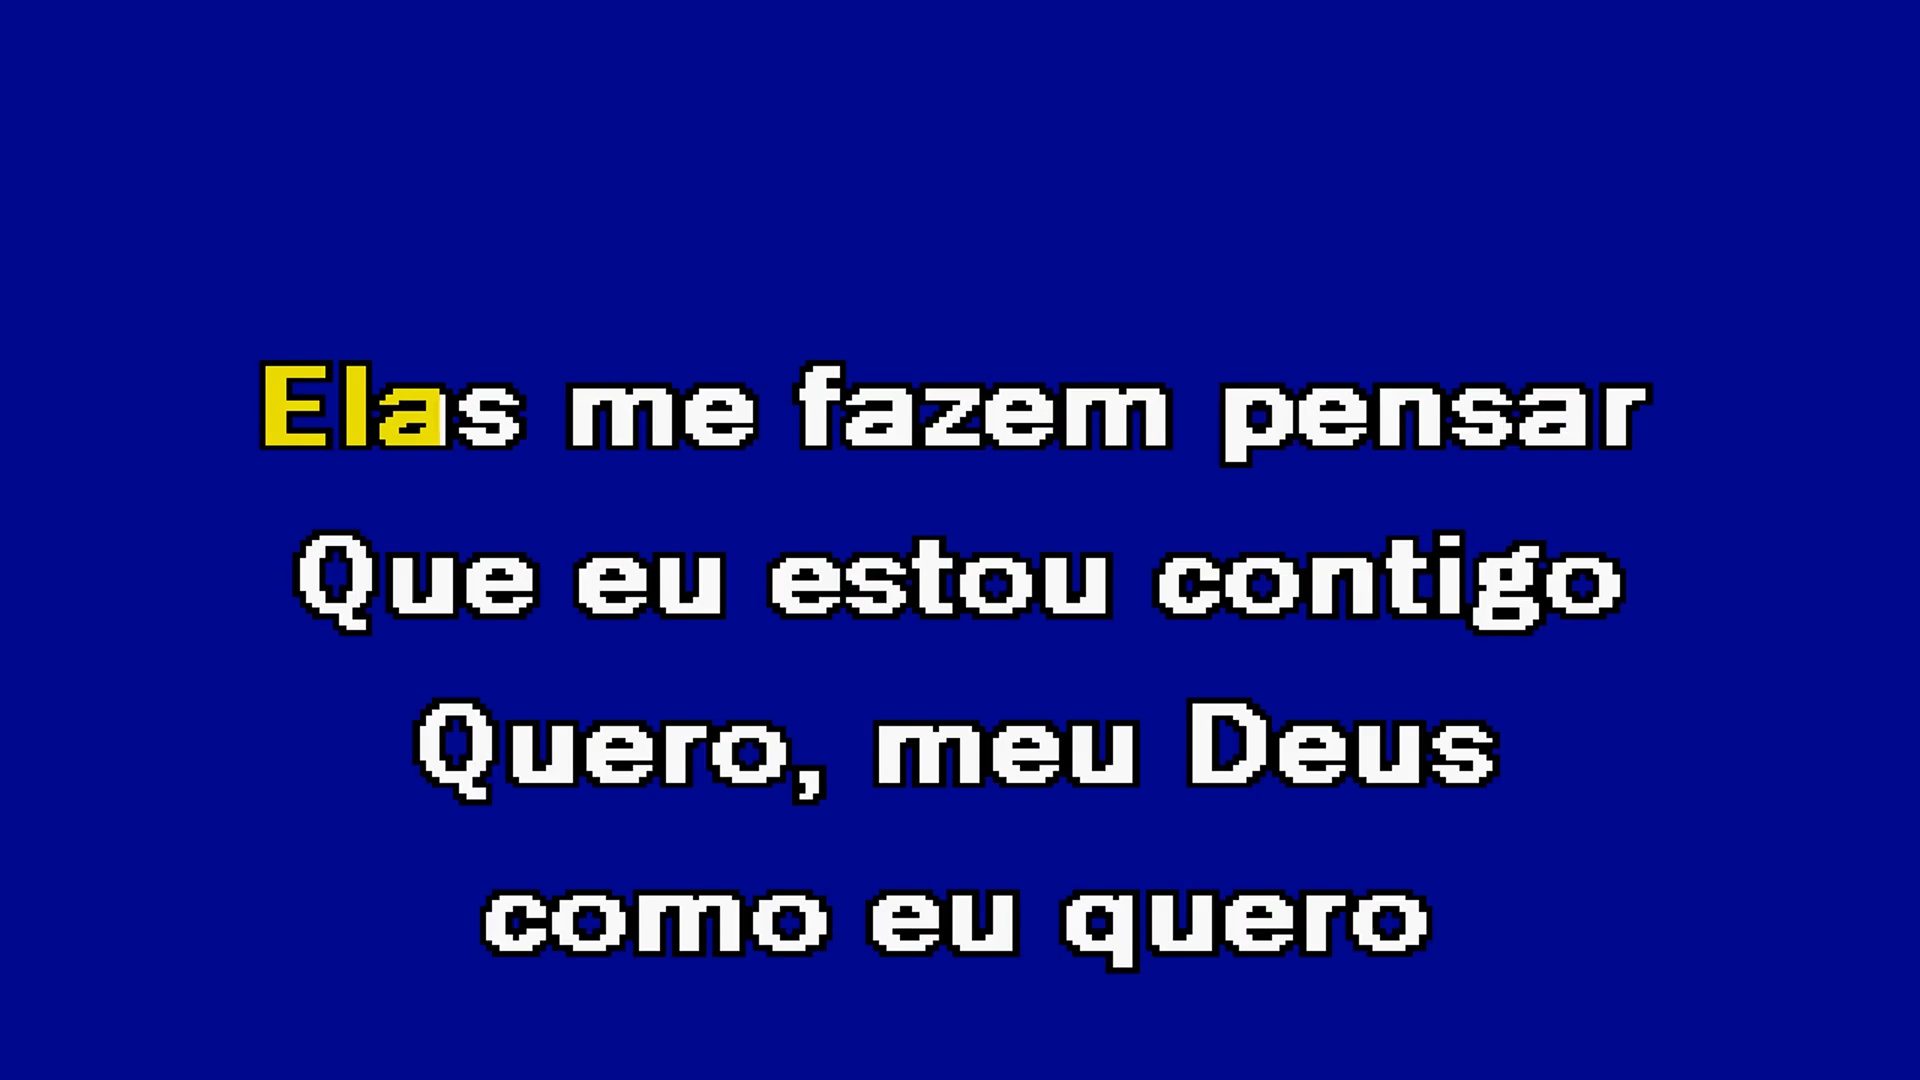 Elas me fazem pensar
Que eu estou contigo
Quero, meu Deus
como eu quero